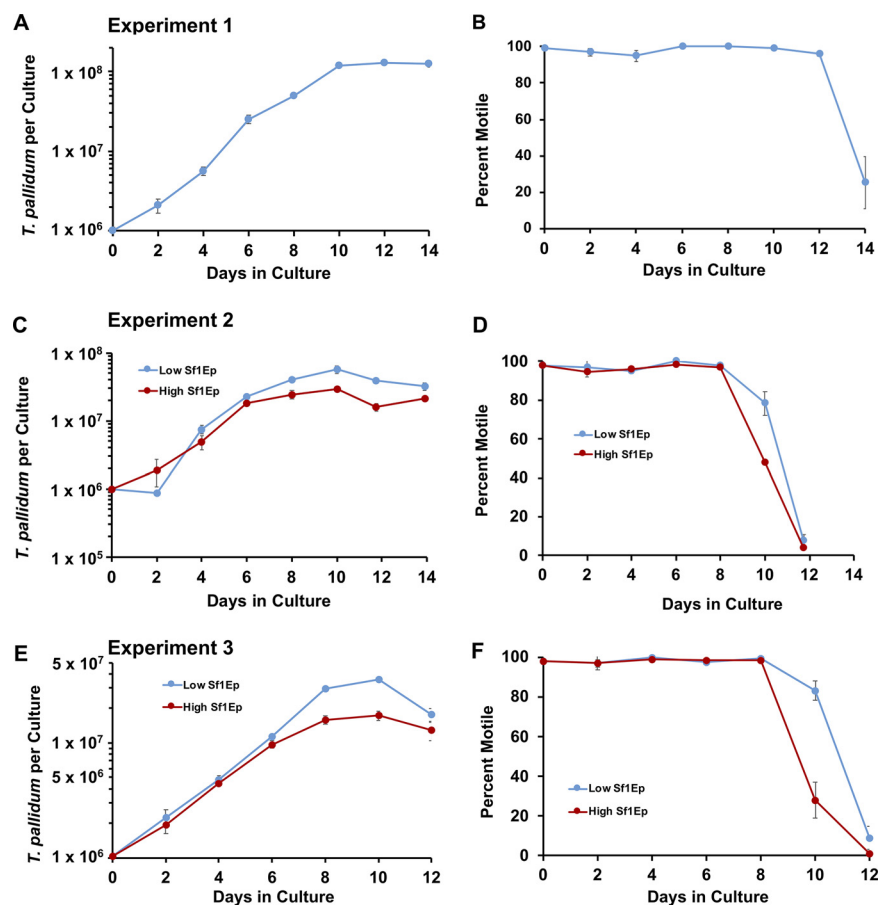 A
Experiment 1
T. pallidum per Culture
1 x 10⁸
1 x 10⁷
1 x 10⁶
0 2 4 6 8 10 12 14
Days in Culture
B
Percent Motile
100
80
60
40
20
0
0 2 4 6 8 10 12 14
Days in Culture
C
Experiment 2
T. pallidum per Culture
1 x 10⁸
1 x 10⁷
1 x 10⁶
1 x 10⁵
Low Sf1Ep
High Sf1Ep
0 2 4 6 8 10 12 14
Days in Culture
D
Percent Motile
100
80
60
40
20
0
Low Sf1Ep
High Sf1Ep
0 2 4 6 8 10 12 14
Days in Culture
E
Experiment 3
T. pallidum per Culture
5 x 10⁷
1 x 10⁷
5 x 10⁶
1 x 10⁶
Low Sf1Ep
High Sf1Ep
0 2 4 6 8 10 12
Days in Culture
F
Percent Motile
100
80
60
40
20
0
Low Sf1Ep
High Sf1Ep
0 2 4 6 8 10 12
Days in Culture